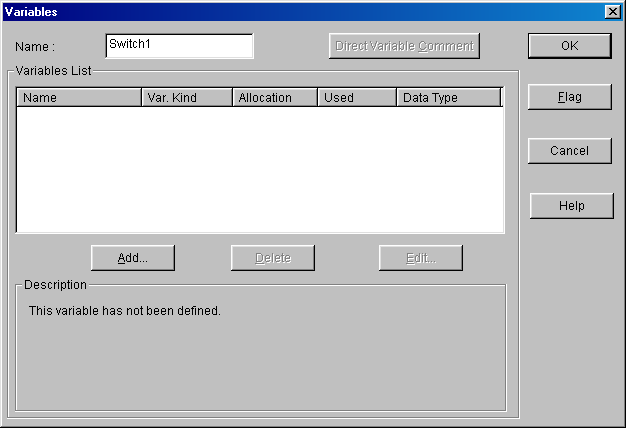 Variables
Name :
Switch1
Direct Variable Comment
OK
Variables List
Name Var. Kind Allocation Used Data Type
Flag
Cancel
Help
Add... Delete Edit...
Description
This variable has not been defined.